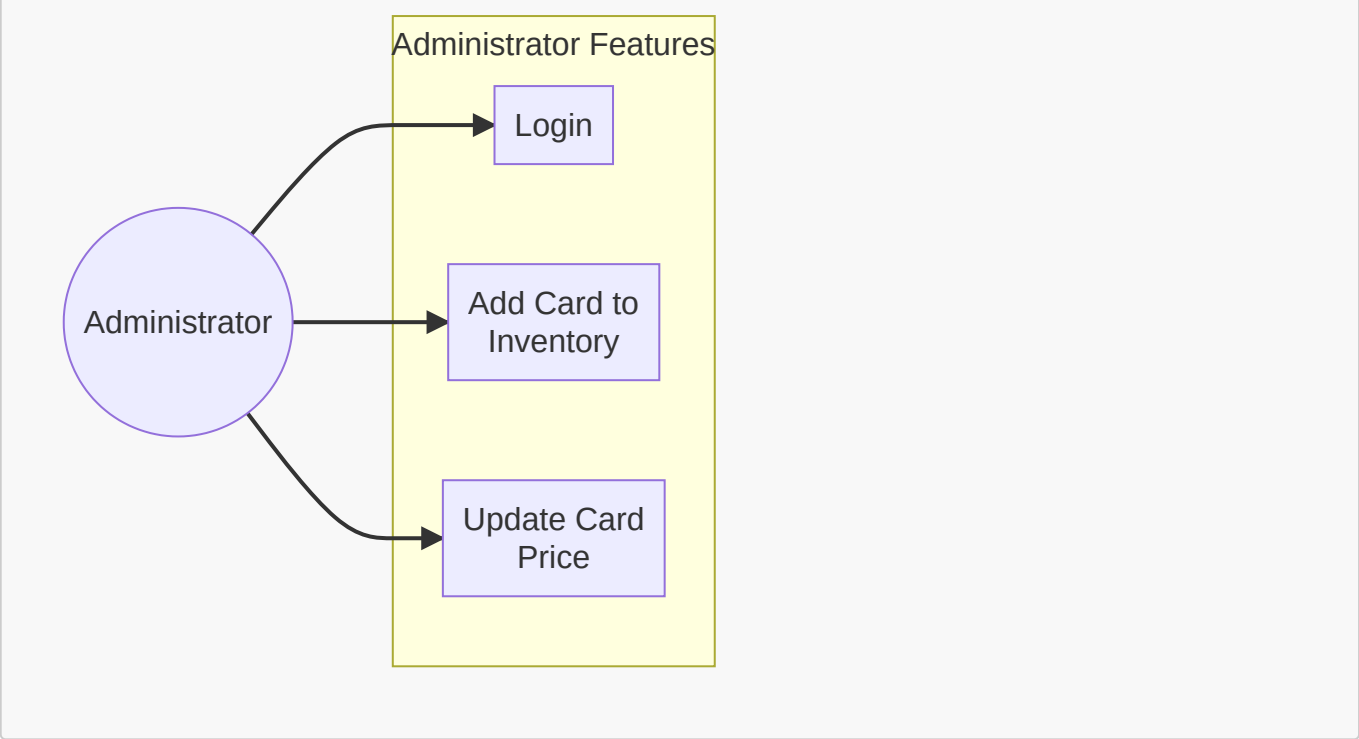 Administrator Features
Login
Administrator
Add Card to
Inventory
Update Card
Price